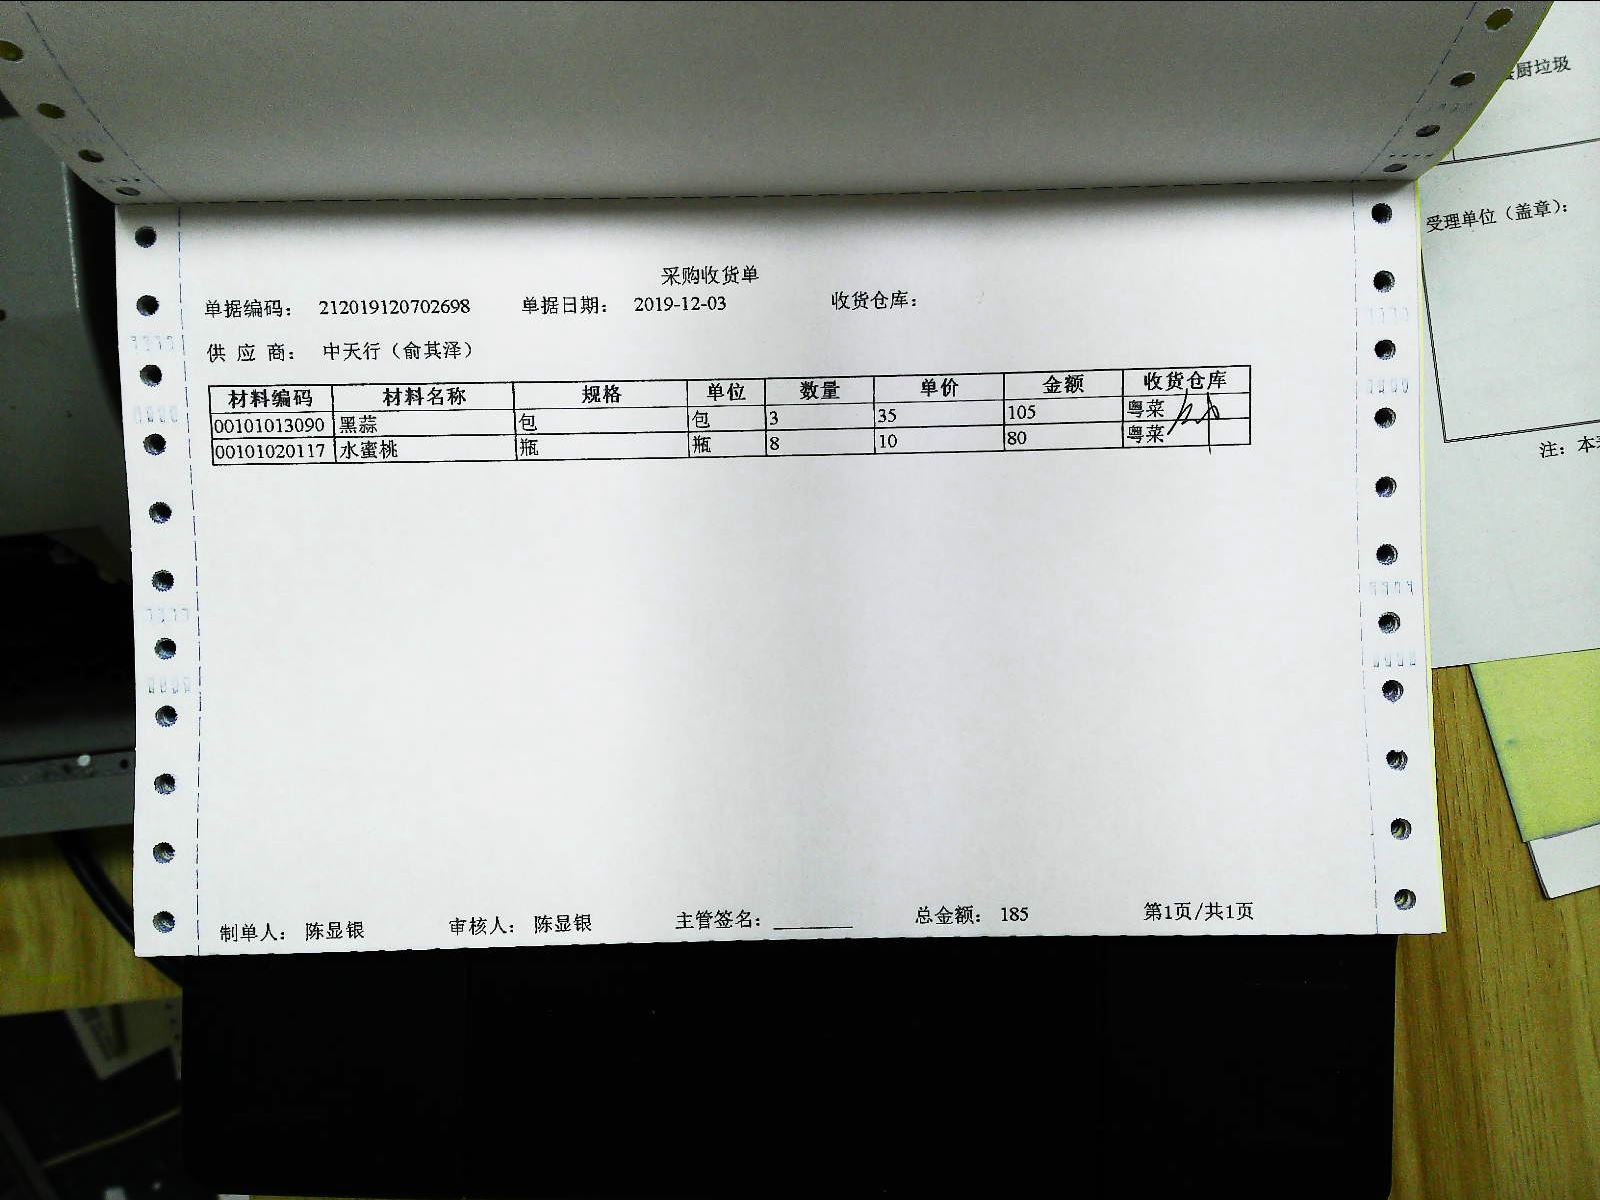 采购收货单
单据编码： 212019120702698 单据日期： 2019-12-03 收货仓库：
供 应 商： 中天行（俞其泽）
材料编码 材料名称 规格 单位 数量 单价 金额 收货仓库
00101013090 黑蒜 包 包 3 35 105 粤菜
00101020117 水蜜桃 瓶 瓶 8 10 80 粤菜
制单人： 陈显银 审核人： 陈显银 主管签名： 总金额： 185 第1页/共1页
厨垃圾
受理单位（盖章）：
注：本